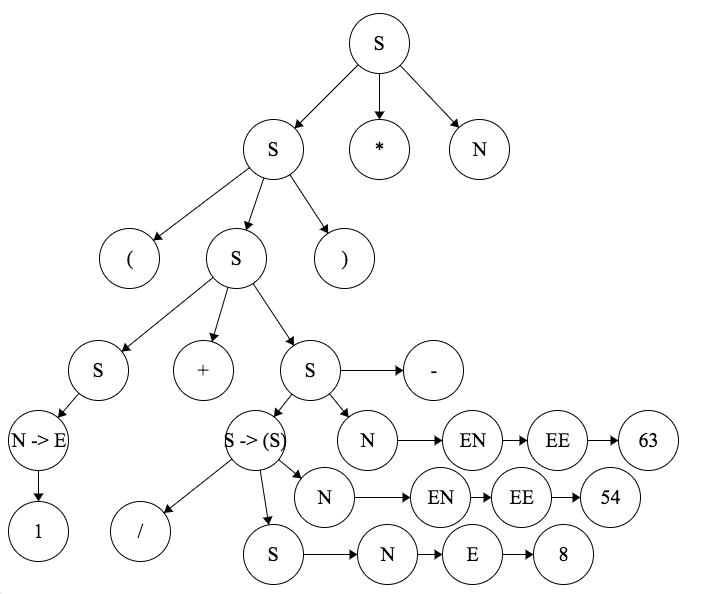 S
S * N
( S )
S + S -
N -> E S -> (S) N EN EE 63
N EN EE 54
1 /
S N E 8